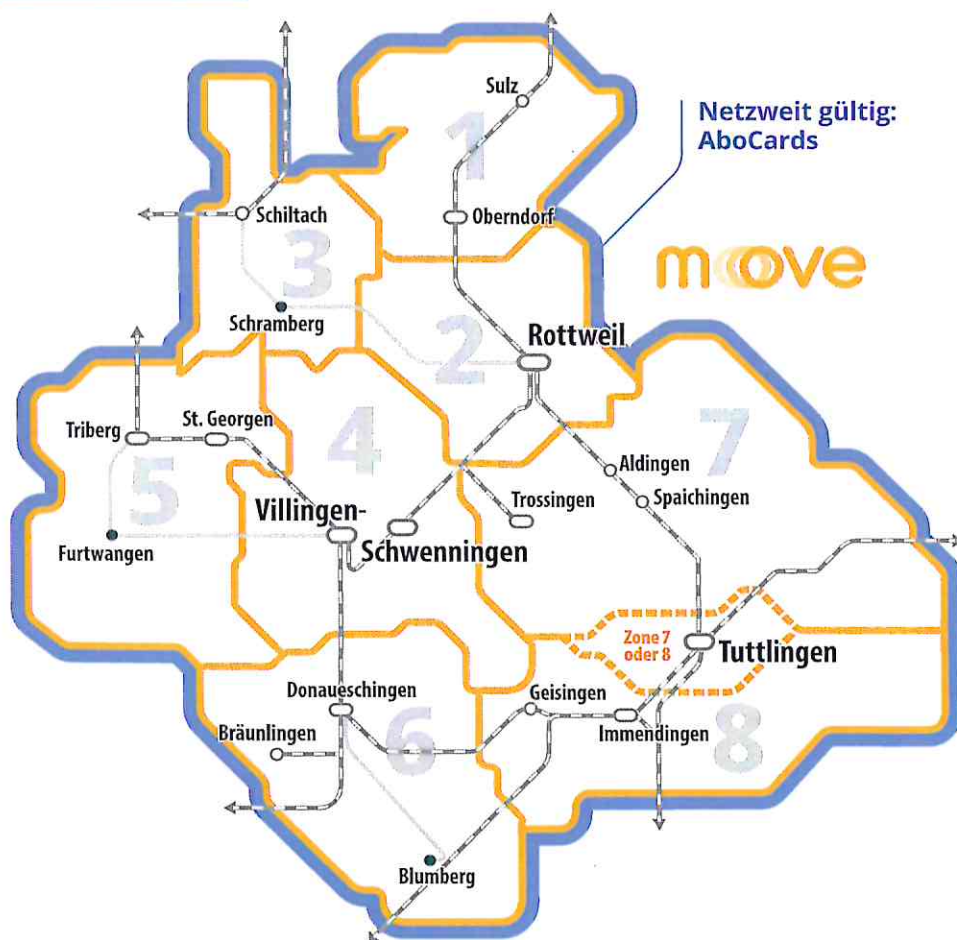 Netzweit gültig:
AboCards
moove
Sulz
1
Oberndorf
Schiltach
3
Schramberg
2
Rottweil
Triberg
St. Georgen
4
7
5
Aldingen
Spaichingen
Trossingen
Villingen-
Schwenningen
Furtwangen
Zone 7
oder 8
Tuttlingen
Donaueschingen
Geisingen
Bräunlingen
6
Immendingen
8
Blumberg